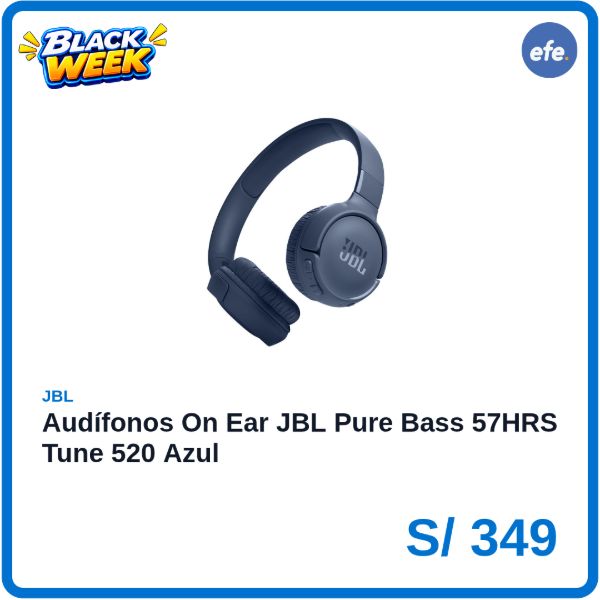 BLACK
WEEK
efe.
JBL
JBL
Audífonos On Ear JBL Pure Bass 57HRS
Tune 520 Azul
S/ 349